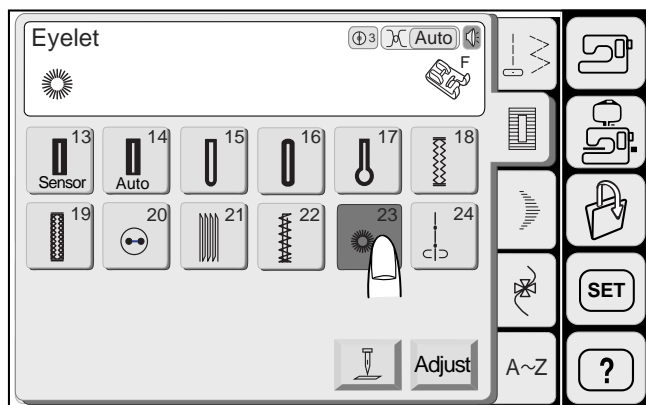 Eyelet
3 Auto
F
13 14 15 16 17 18
Sensor Auto
19 20 21 22 23 24
Adjust
A~Z
SET
?